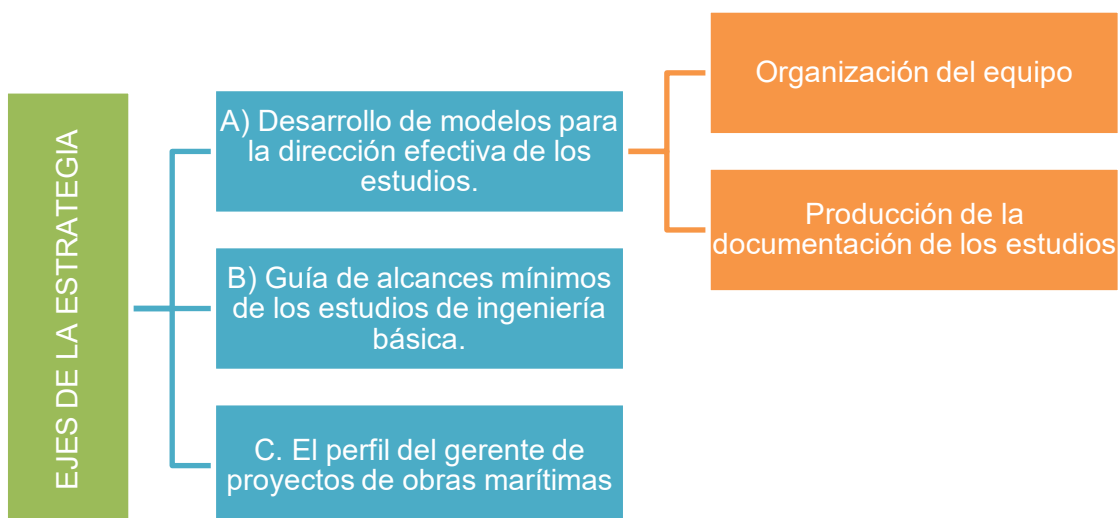 EJES DE LA ESTRATEGIA
A) Desarrollo de modelos para
la dirección efectiva de los
estudios.
Organización del equipo
Producción de la
documentación de los estudios
B) Guía de alcances mínimos
de los estudios de ingeniería
básica.
C. El perfil del gerente de
proyectos de obras marítimas